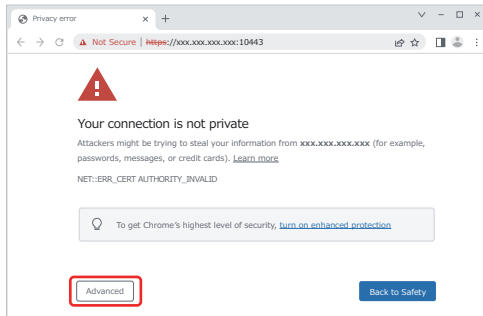 Privacy error
Not Secure | https://xxx.xxx.xxx.xxx:10443
Your connection is not private
Attackers might be trying to steal your information from xxx.xxx.xxx.xxx (for example,
passwords, messages, or credit cards). Learn more
NET::ERR_CERT AUTHORITY_INVALID
To get Chrome's highest level of security, turn on enhanced protection
Advanced
Back to Safety